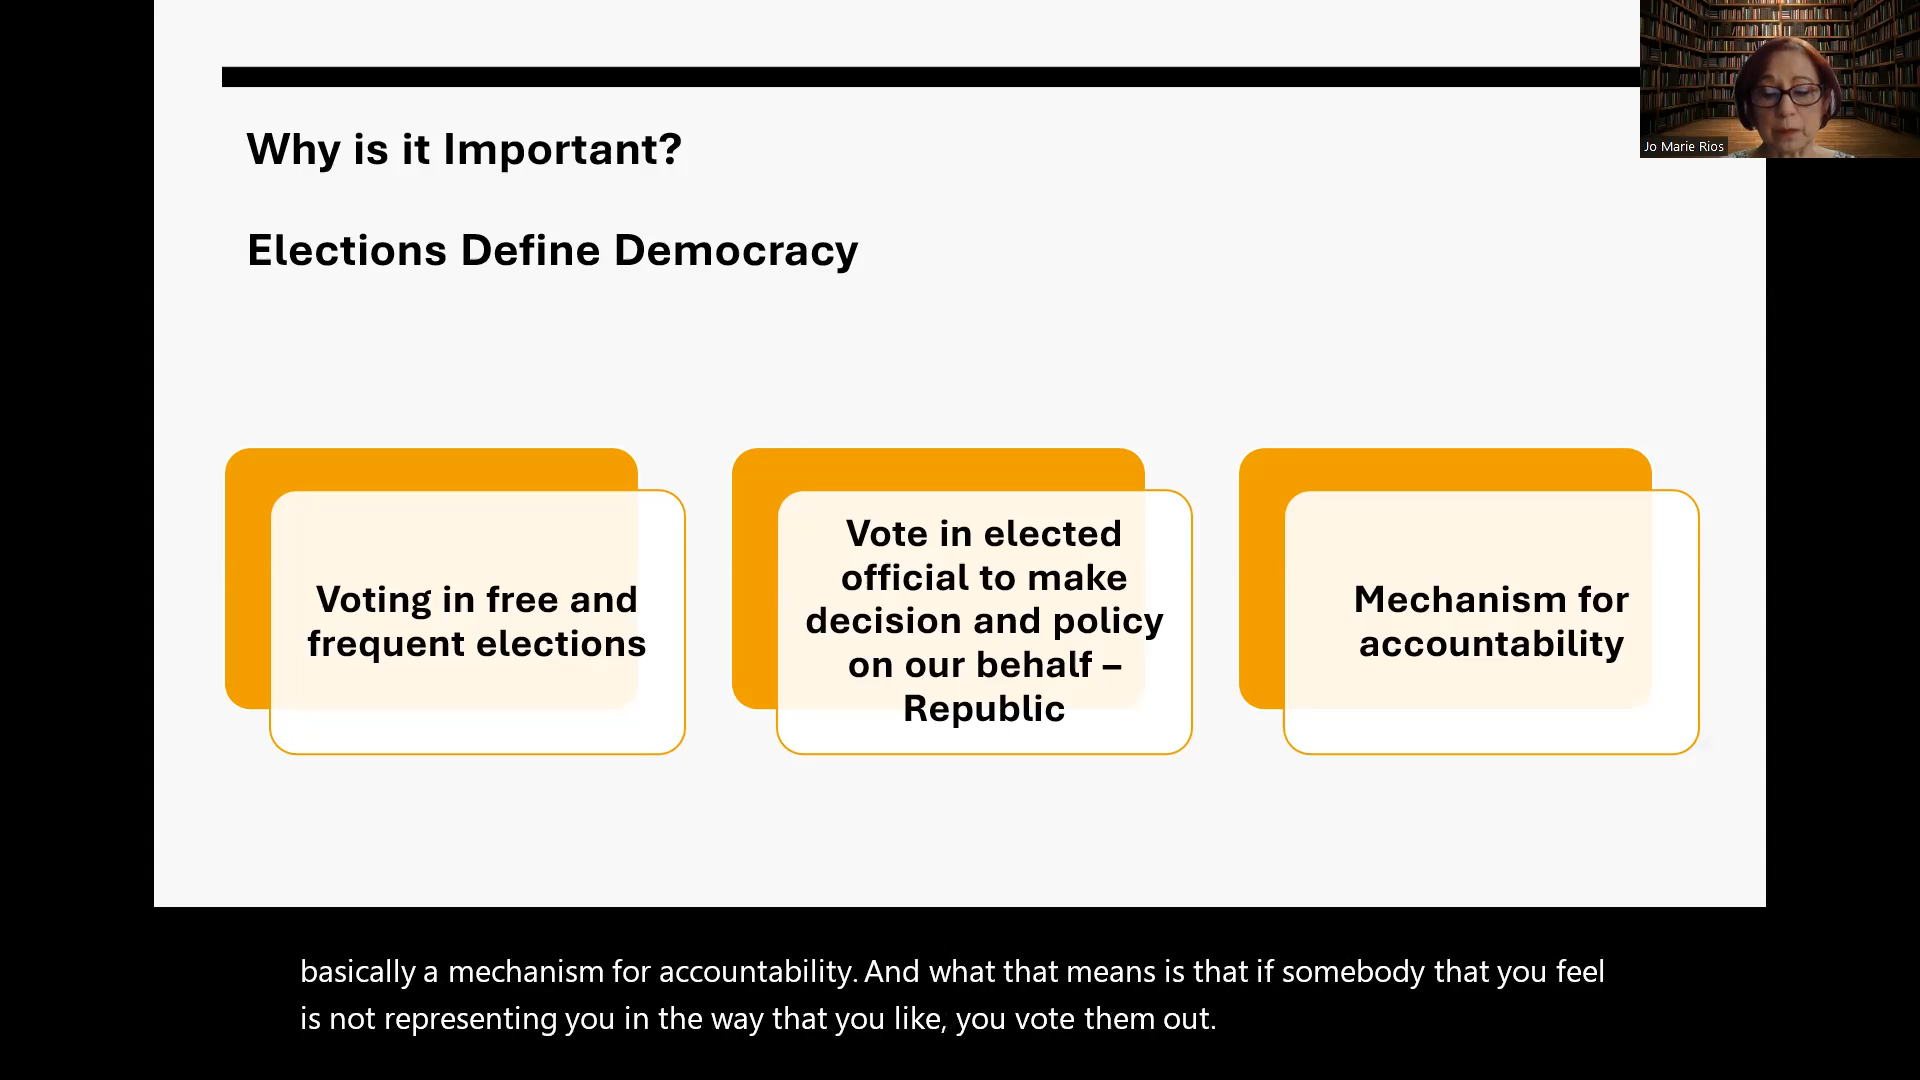 Why is it Important?
Elections Define Democracy
Jo Marie Rios
Voting in free and
frequent elections
Vote in elected
official to make
decision and policy
on our behalf –
Republic
Mechanism for
accountability
basically a mechanism for accountability. And what that means is that if somebody that you feel
is not representing you in the way that you like, you vote them out.